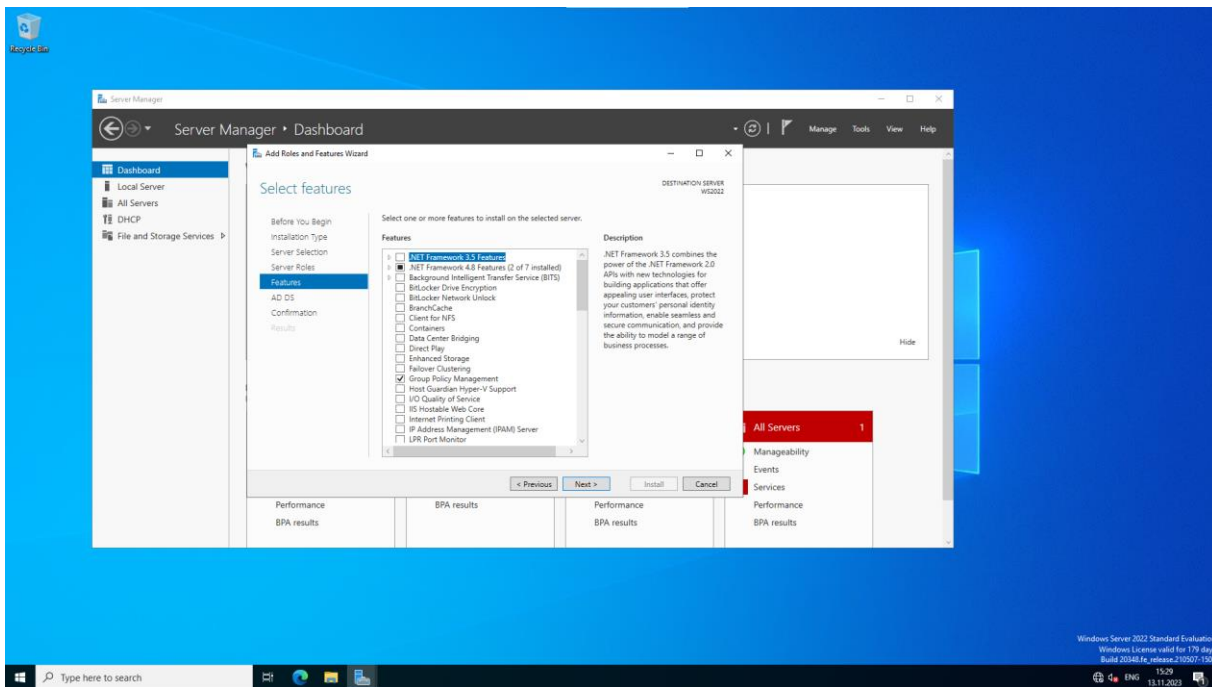 Recycle Bin
Server Manager
Server Manager • Dashboard
Manage
Tools
View
Help
Dashboard
Local Server
All Servers
DHCP
File and Storage Services
Add Roles and Features Wizard
Select features
DESTINATION SERVER
WS2022
Before You Begin
Installation Type
Server Selection
Server Roles
Features
AD DS
Confirmation
Results
Select one or more features to install on the selected server.
Features
.NET Framework 3.5 Features
.NET Framework 4.8 Features (2 of 7 installed)
Background Intelligent Transfer Service (BITS)
BitLocker Drive Encryption
BitLocker Network Unlock
BranchCache
Client for NFS
Containers
Data Center Bridging
Direct Play
Enhanced Storage
Failover Clustering
Group Policy Management
Host Guardian Hyper-V Support
I/O Quality of Service
IIS Hostable Web Core
Internet Printing Client
IP Address Management (IPAM) Server
LPR Port Monitor
Description
.NET Framework 3.5 combines the
power of the .NET Framework 2.0
APIs with new technologies for
building applications that offer
appealing user interfaces, protect
your customers' personal identity
information, enable seamless and
secure communication, and provide
the ability to model a range of
business processes.
< Previous
Next >
Install
Cancel
Hide
All Servers 1
Manageability
Events
Services
Performance
BPA results
Performance
BPA results
BPA results
Performance
BPA results
Windows Server 2022 Standard Evaluatio
Windows License valid for 179 day
Build 20348.fe_release.210507-150
Type here to search
ENG
15:29
13.11.2023